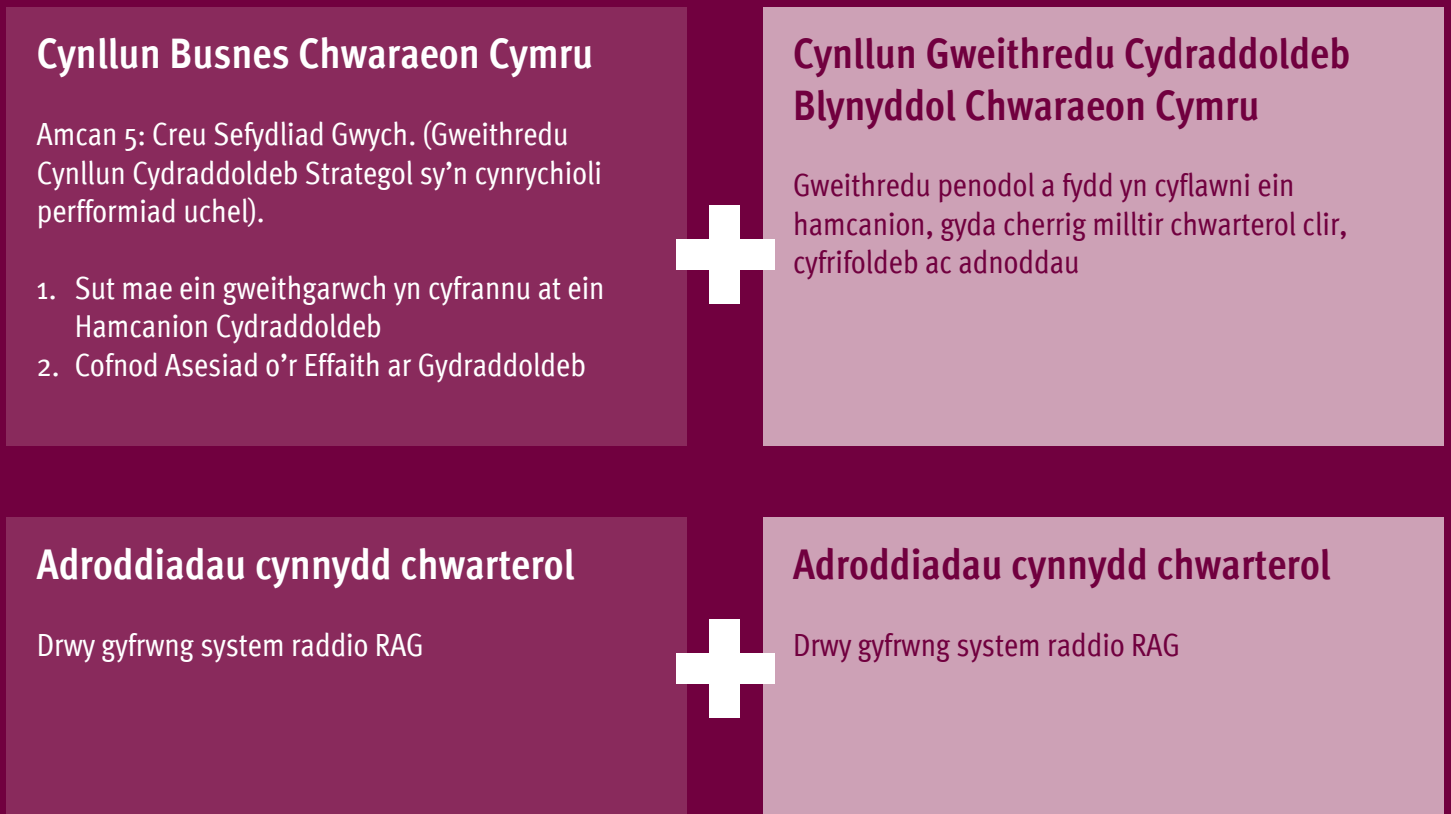 Cynllun Busnes Chwaraeon Cymru
Amcan 5: Creu Sefydliad Gwych. (Gweithredu
Cynllun Cydraddoldeb Strategol sy’n cynrychioli
perfformiad uchel).
1. Sut mae ein gweithgarwch yn cyfrannu at ein
Hamcanion Cydraddoldeb
2. Cofnod Asesiad o’r Effaith ar Gydraddoldeb
Cynllun Gweithredu Cydraddoldeb
Blynyddol Chwaraeon Cymru
Gweithredu penodol a fydd yn cyflawni ein
hamcanion, gyda cherrig milltir chwarterol clir,
cyfrifoldeb ac adnoddau
Adroddiadau cynnydd chwarterol
Drwy gyfrwng system raddio RAG
Adroddiadau cynnydd chwarterol
Drwy gyfrwng system raddio RAG